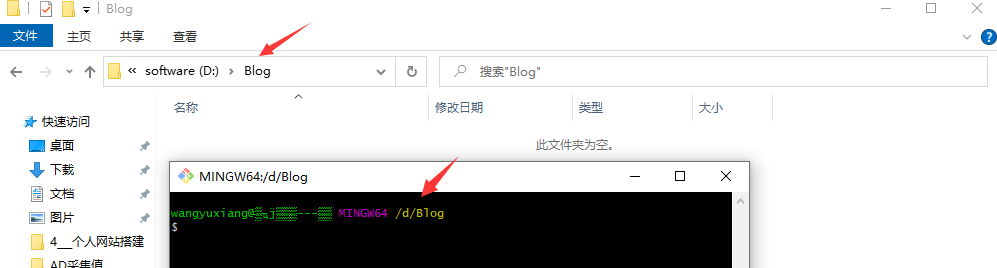 Blog
文件 主页 共享 查看
« software (D:) › Blog 搜索"Blog"
名称 修改日期 类型 大小
快速访问
桌面 此文件夹为空。
下载
文档
图片
4__个人网站搭建
AD采集值
MINGW64:/d/Blog
MINGW64 /d/Blog
$